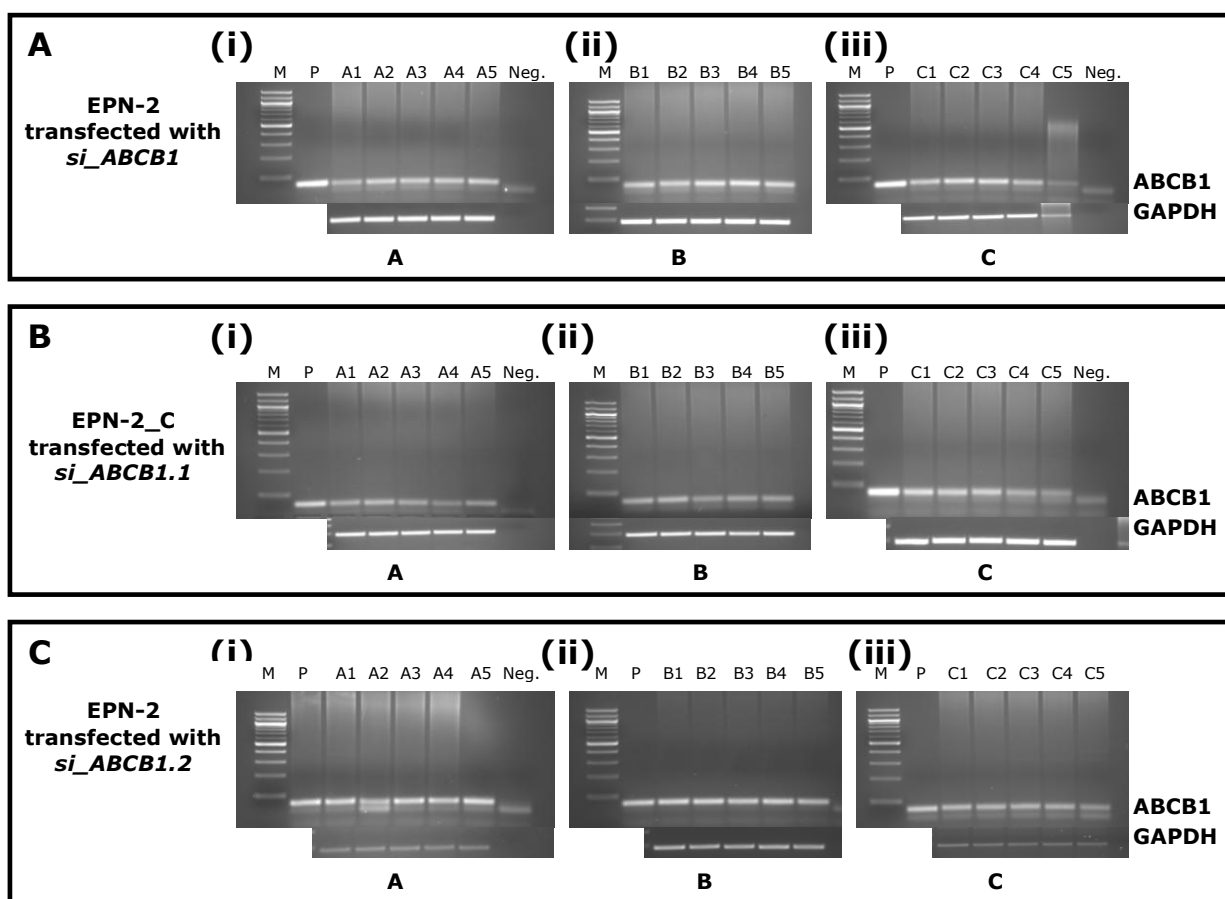 A (i) (ii) (iii)
M P A1 A2 A3 A4 A5 Neg. M B1 B2 B3 B4 B5 M P C1 C2 C3 C4 C5 Neg.
EPN-2
transfected with
si_ABCB1
ABCB1
GAPDH
A B C
B (i) (ii) (iii)
M P A1 A2 A3 A4 A5 Neg. M B1 B2 B3 B4 B5 M P C1 C2 C3 C4 C5 Neg.
EPN-2_C
transfected with
si_ABCB1.1
ABCB1
GAPDH
A B C
C (i) (ii) (iii)
M P A1 A2 A3 A4 A5 Neg. M P B1 B2 B3 B4 B5 M P C1 C2 C3 C4 C5
EPN-2
transfected with
si_ABCB1.2
ABCB1
GAPDH
A B C